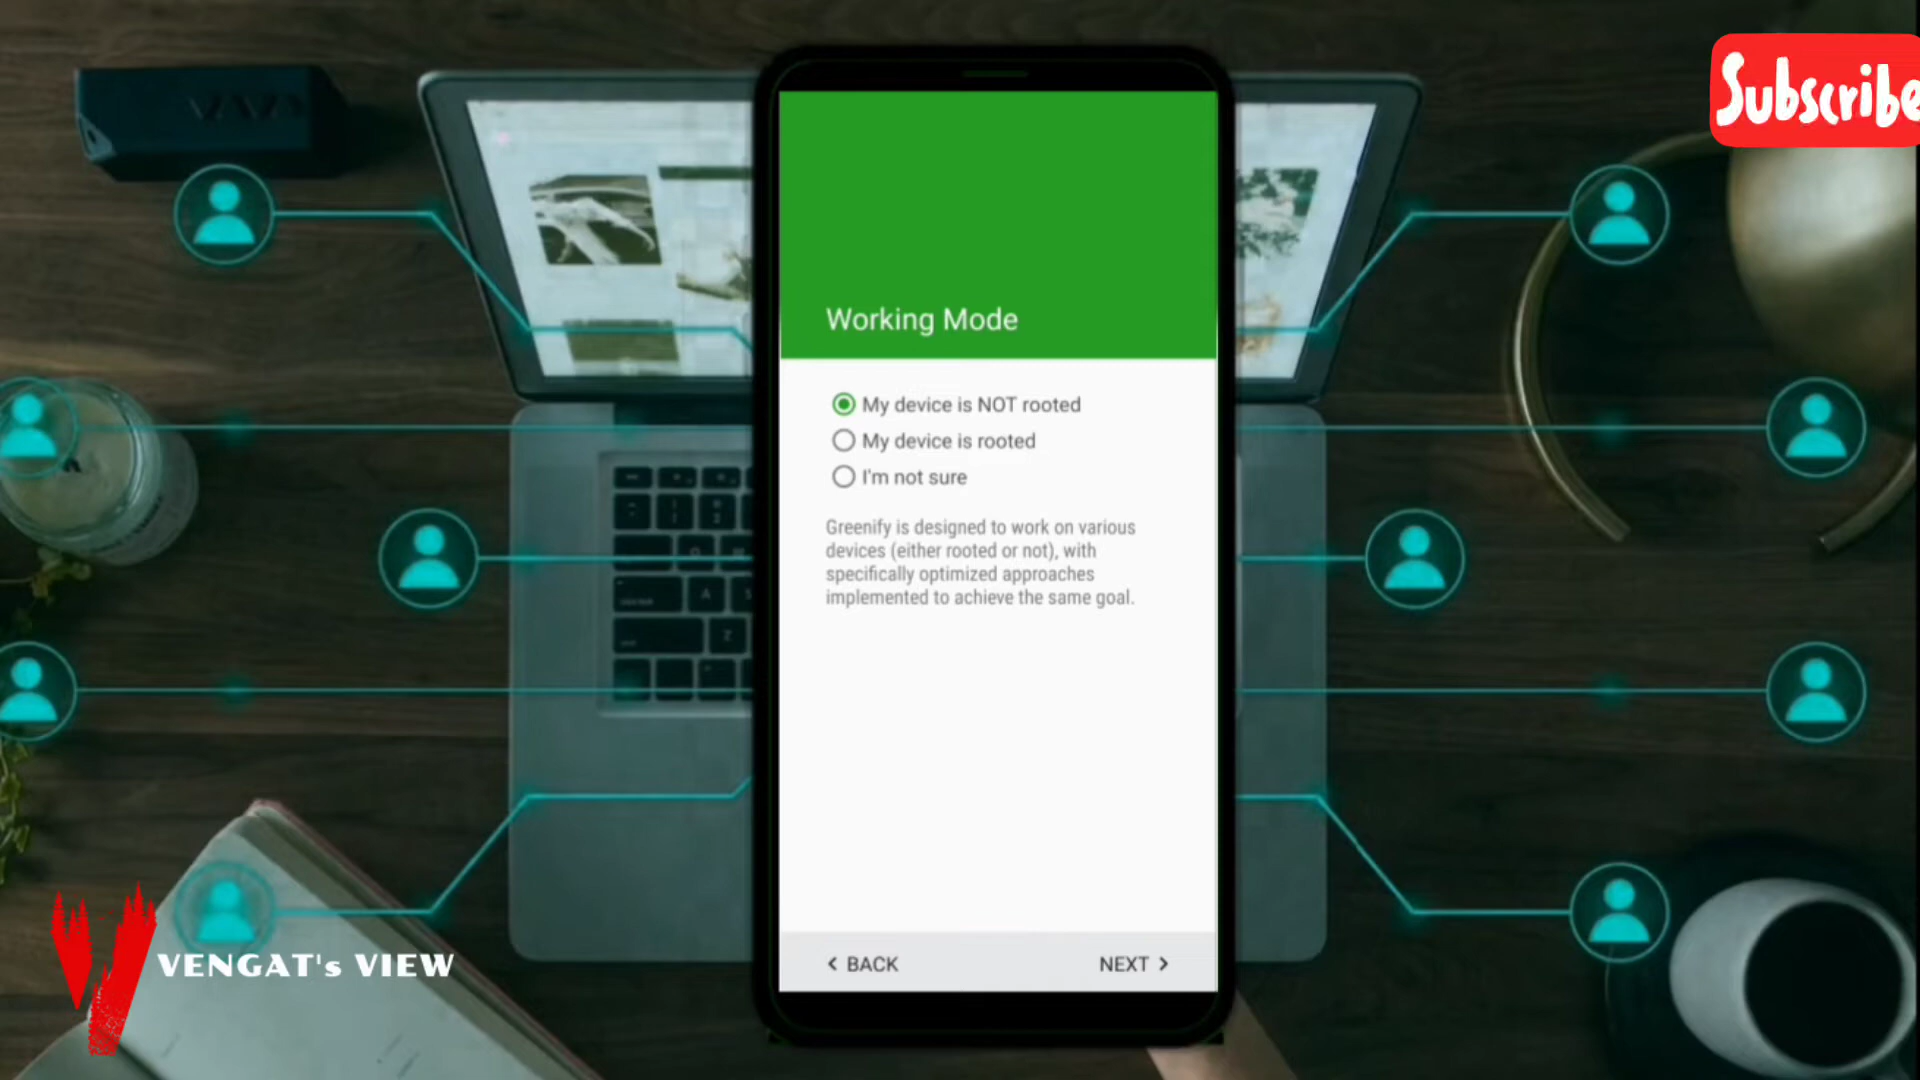 Subscribe
VAVA
Working Mode
My device is NOT rooted
My device is rooted
I'm not sure
Greenify is designed to work on various
devices (either rooted or not), with
specifically optimized approaches
implemented to achieve the same goal.
BACK
NEXT
VENGAT's VIEW